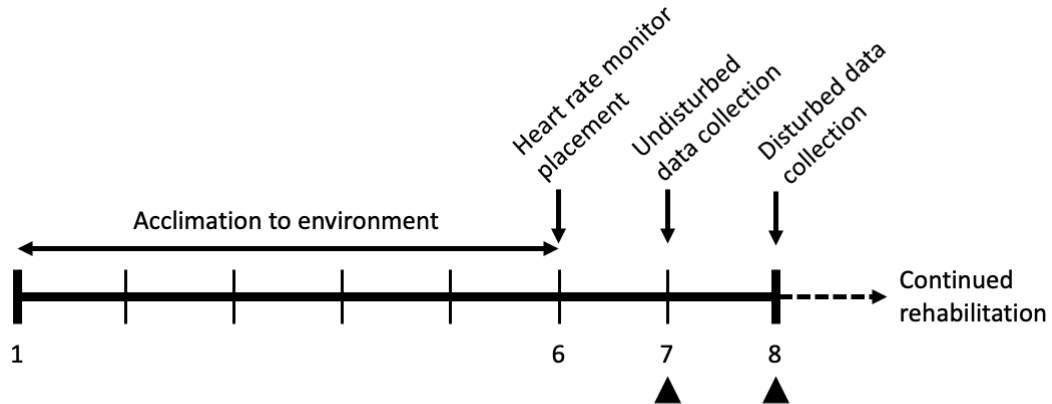 Heart rate monitor
placement
Undisturbed
data collection
Disturbed data
collection
Acclimation to environment
Continued
rehabilitation
1
6
7
8